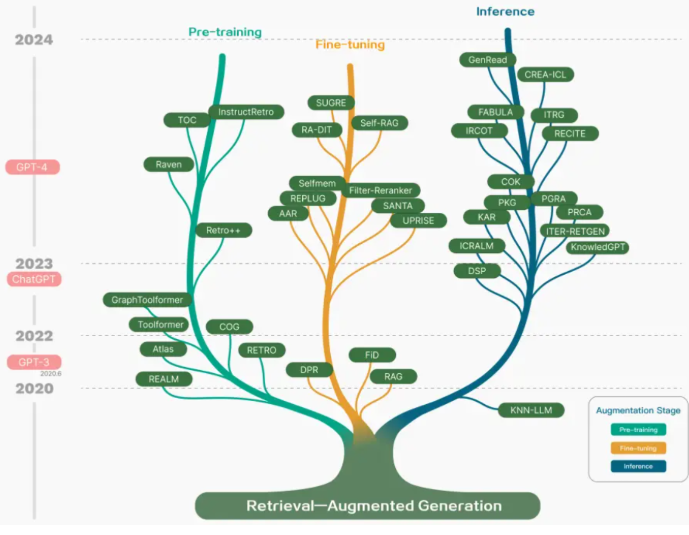 Inference
Pre-training
Fine-tuning
2024
GenRead
CREA-ICL
SUGRE
InstructRetro
TOC
FABULA
ITRG
RA-DIT
Self-RAG
IRCOT
RECITE
GPT-4
Raven
COK
Selfmem
Filter-Reranker
REPLUG
PKG
PGRA
SANTA
AAR
PRCA
KAR
UPRISE
Retro++
ITER-RETGEN
ICRALM
KnowledGPT
2023
DSP
ChatGPT
GraphToolformer
Toolformer
COG
2022
Atlas
RETRO
FiD
GPT-3
2020.6
DPR
RAG
REALM
2020
KNN-LLM
Augmentation Stage
Pre-training
Fine-tuning
Inference
Retrieval—Augmented Generation